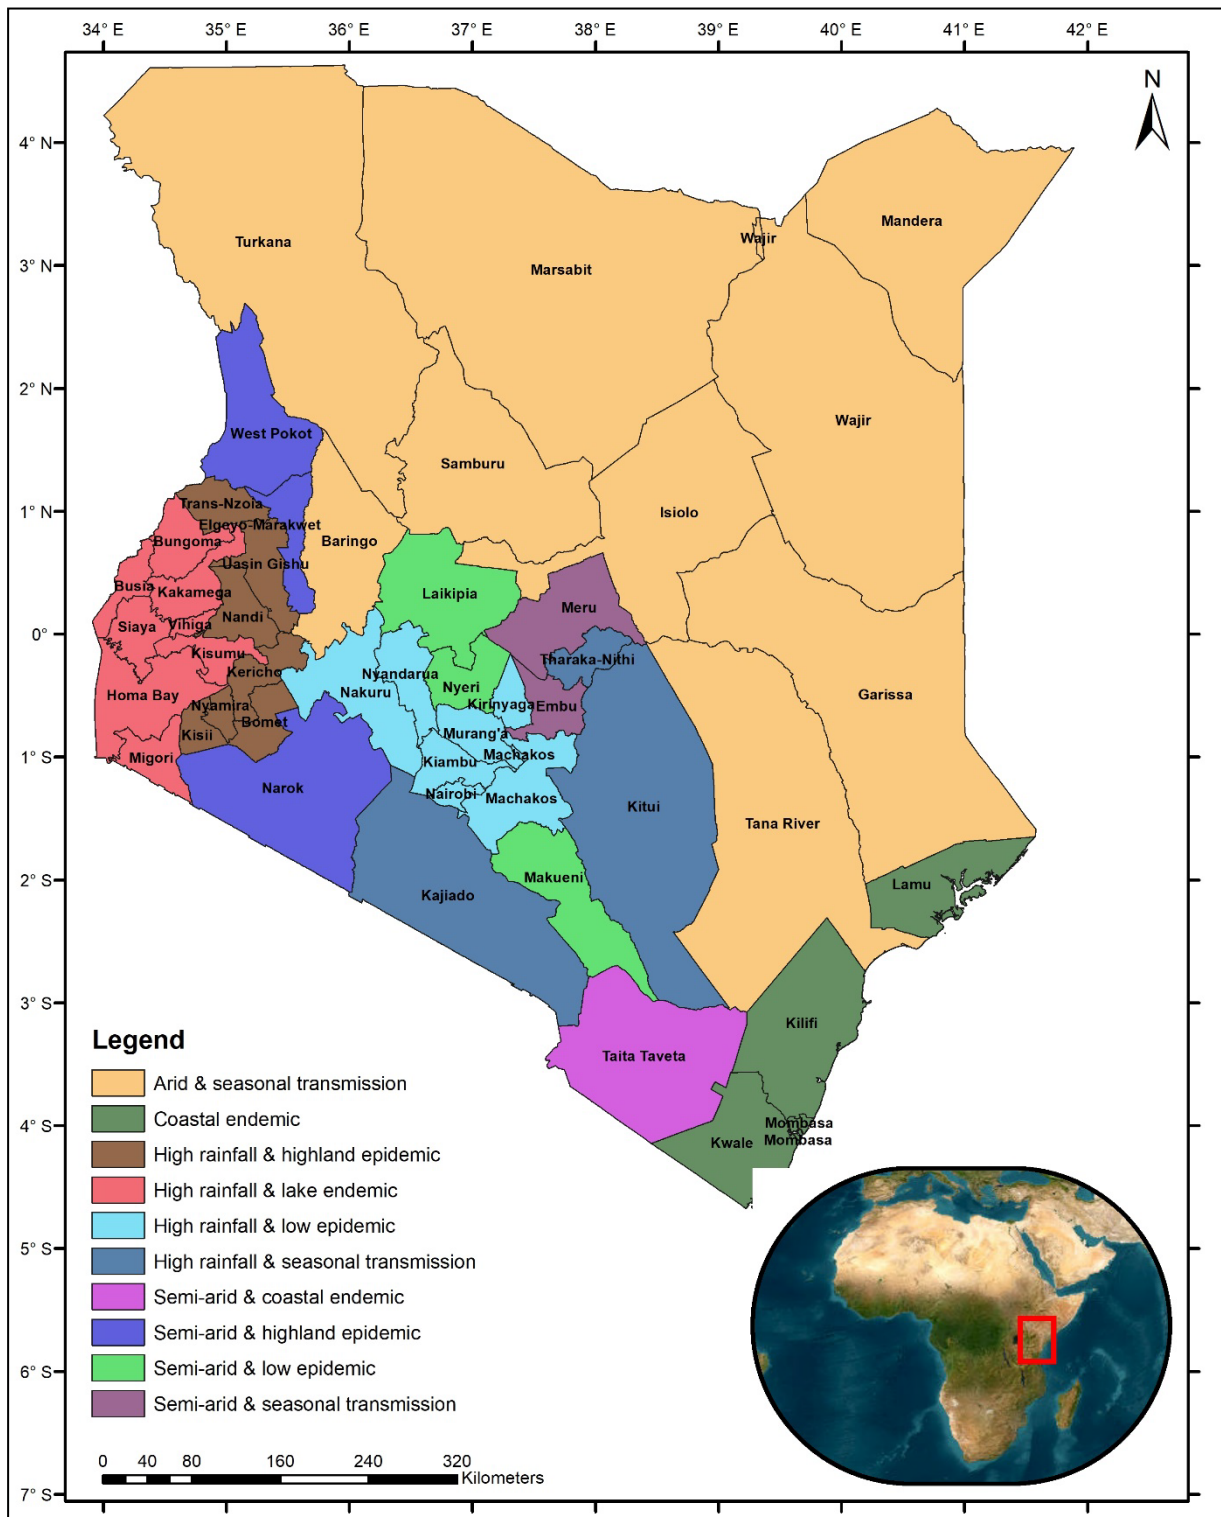 34° E 35° E 36° E 37° E 38° E 39° E 40° E 41° E 42° E
N
4° N
3° N
2° N
1° N
0°
1° S
2° S
3° S
4° S
5° S
6° S
7° S
Mandera
Turkana
Wajir
Marsabit
Wajir
West Pokot
Samburu
Isiolo
Trans-Nzoia
Elgeyo-Marakwet
Bungoma
Baringo
Uasin Gishu
Busia
Kakamega
Laikipia
Meru
Nandi
Siaya
Vihiga
Kisumu
Tharaka-Nithi
Kericho
Nyandarua
Homa Bay
Nakuru
Nyeri
Garissa
Nyamira
Kirinyaga
Embu
Bomet
Kisii
Murang'a
Migori
Machakos
Kiambu
Narok
Nairobi
Machakos
Kitui
Tana River
Makueni
Lamu
Kajiado
Kilifi
Taita Taveta
Mombasa
Mombasa
Kwale
Legend
Arid & seasonal transmission
Coastal endemic
High rainfall & highland epidemic
High rainfall & lake endemic
High rainfall & low epidemic
High rainfall & seasonal transmission
Semi-arid & coastal endemic
Semi-arid & highland epidemic
Semi-arid & low epidemic
Semi-arid & seasonal transmission
0 40 80 160 240 320
Kilometers